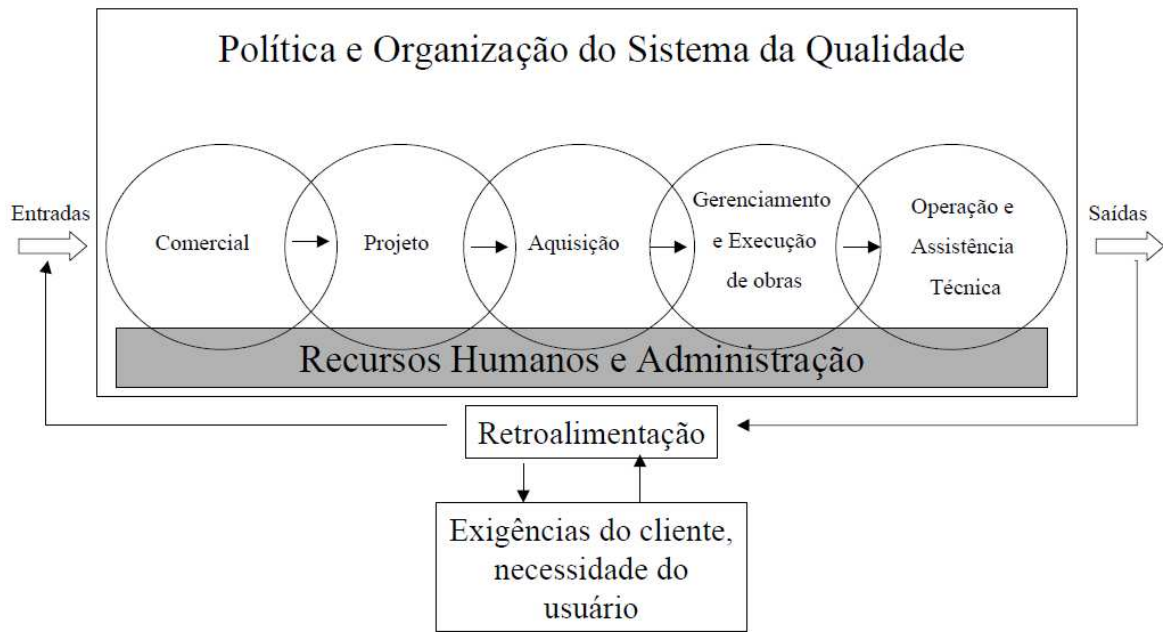 Política e Organização do Sistema da Qualidade
Entradas
Comercial
Projeto
Aquisição
Gerenciamento
e Execução
de obras
Operação e
Assistência
Técnica
Saídas
Recursos Humanos e Administração
Retroalimentação
Exigências do cliente,
necessidade do
usuário